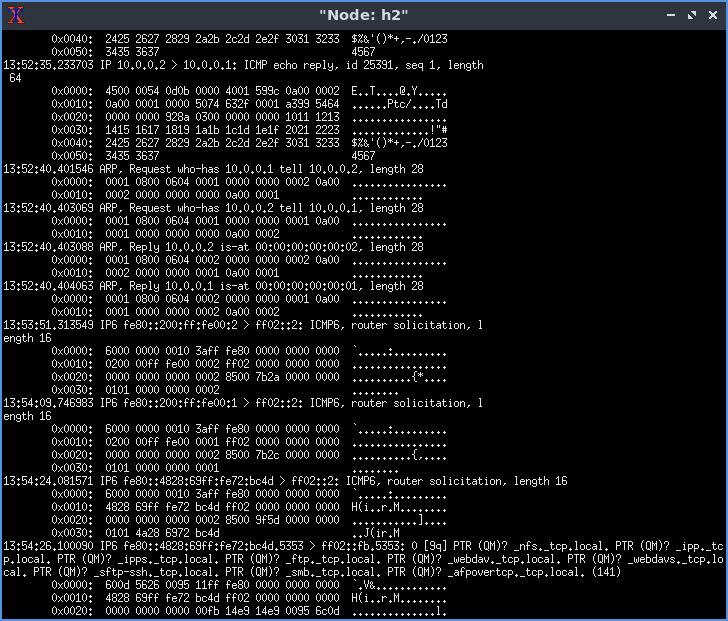 "Node: h2"
0x0040:  2425 2627 2829 2a2b 2c2d 2e2f 3031 3233  $%&'()*+,-./0123
0x0050:  3435 3637                                4567
13:52:35.233703 IP 10.0.0.2 > 10.0.0.1: ICMP echo reply, id 25391, seq 1, length
 64
0x0000:  4500 0054 0d0b 0000 4001 599c 0a00 0002  E..T....@.Y.....
0x0010:  0a00 0001 0000 5074 632f 0001 a399 5464  ......Ptc/....Td
0x0020:  0000 0000 928a 0300 0000 0000 1011 1213  ................
0x0030:  1415 1617 1819 1a1b 1c1d 1e1f 2021 2223  .............!"#
0x0040:  2425 2627 2829 2a2b 2c2d 2e2f 3031 3233  $%&'()*+,-./0123
0x0050:  3435 3637                                4567
13:52:40.401546 ARP, Request who-has 10.0.0.1 tell 10.0.0.2, length 28
0x0000:  0001 0800 0604 0001 0000 0000 0002 0a00  ................
0x0010:  0002 0000 0000 0000 0a00 0001            ............
13:52:40.403069 ARP, Request who-has 10.0.0.2 tell 10.0.0.1, length 28
0x0000:  0001 0800 0604 0001 0000 0000 0001 0a00  ................
0x0010:  0001 0000 0000 0000 0a00 0002            ............
13:52:40.403088 ARP, Reply 10.0.0.2 is-at 00:00:00:00:00:02, length 28
0x0000:  0001 0800 0604 0002 0000 0000 0002 0a00  ................
0x0010:  0002 0000 0000 0001 0a00 0001            ............
13:52:40.404063 ARP, Reply 10.0.0.1 is-at 00:00:00:00:00:01, length 28
0x0000:  0001 0800 0604 0002 0000 0000 0001 0a00  ................
0x0010:  0001 0000 0000 0002 0a00 0002            ............
13:53:51.313549 IP6 fe80::200:ff:fe00:2 > ff02::2: ICMP6, router solicitation, l
ength 16
0x0000:  6000 0000 0010 3aff fe80 0000 0000 0000  `.....:.........
0x0010:  0200 00ff fe00 0002 ff02 0000 0000 0000  ................
0x0020:  0000 0000 0000 0002 8500 7b2a 0000 0000  ..........{*....
0x0030:  0101 0000 0000 0002                      ........
13:54:09.746983 IP6 fe80::200:ff:fe00:1 > ff02::2: ICMP6, router solicitation, l
ength 16
0x0000:  6000 0000 0010 3aff fe80 0000 0000 0000  `.....:.........
0x0010:  0200 00ff fe00 0001 ff02 0000 0000 0000  ................
0x0020:  0000 0000 0000 0002 8500 7b2c 0000 0000  ..........{,....
0x0030:  0101 0000 0000 0001                      ........
13:54:24.081571 IP6 fe80::4828:69ff:fe72:bc4d > ff02::2: ICMP6, router solicitation, length 16
0x0000:  6000 0000 0010 3aff fe80 0000 0000 0000  `.....:.........
0x0010:  4828 69ff fe72 bc4d ff02 0000 0000 0000  H(i..r.M........
0x0020:  0000 0000 0000 0002 8500 9f5d 0000 0000  ...........]....
0x0030:  0101 4a28 6972 bc4d                      ..J(ir.M
13:54:26.100090 IP6 fe80::4828:69ff:fe72:bc4d.5353 > ff02::fb.5353: 0 [9q] PTR (QM)? _nfs._tcp.local. PTR (QM)? _ipp._tc
p.local. PTR (QM)? _ipps._tcp.local. PTR (QM)? _ftp._tcp.local. PTR (QM)? _webdav._tcp.local. PTR (QM)? _webdavs._tcp.lo
cal. PTR (QM)? _sftp-ssh._tcp.local. PTR (QM)? _smb._tcp.local. PTR (QM)? _afpovertcp._tcp.local. (141)
0x0000:  600d 5626 0095 11ff fe80 0000 0000 0000  `.V&............
0x0010:  4828 69ff fe72 bc4d ff02 0000 0000 0000  H(i..r.M........
0x0020:  0000 0000 0000 00fb 14e9 14e9 0095 6c0d  ..............l.